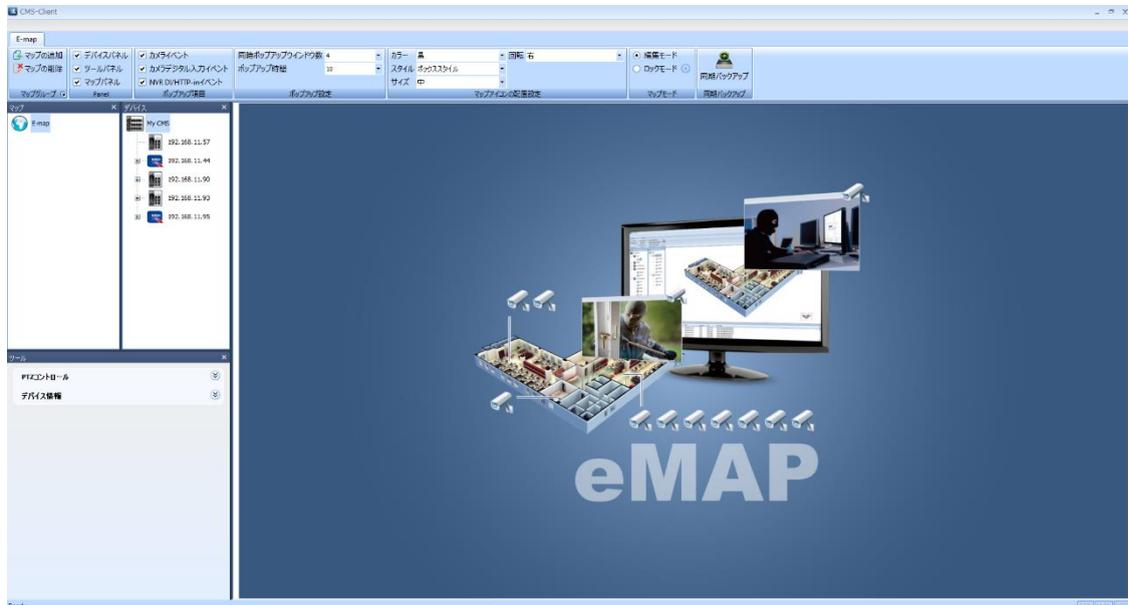 CMS-Client
E-map
マップの追加
マップの削除
マップグループ
デバイスパネル
ツールパネル
マップパネル
Panel
カメライベント
カメラデジタル入力イベント
NVR DI/HTTP-inイベント
ポップアップ項目
同時ポップアップウインドウ数 4
ポップアップ時間 10
ポップアップ設定
カラー 黒
スタイル ボックススタイル
サイズ 中
回転 右
マップアイコンの配置設定
編集モード
ロックモード
マップモード
同期バックアップ
同期バックアップ
マップ
E-map
デバイス
My CMS
192.168.11.57
192.168.11.44
192.168.11.90
192.168.11.93
192.168.11.95
ツール
PTZコントロール
デバイス情報
eMAP